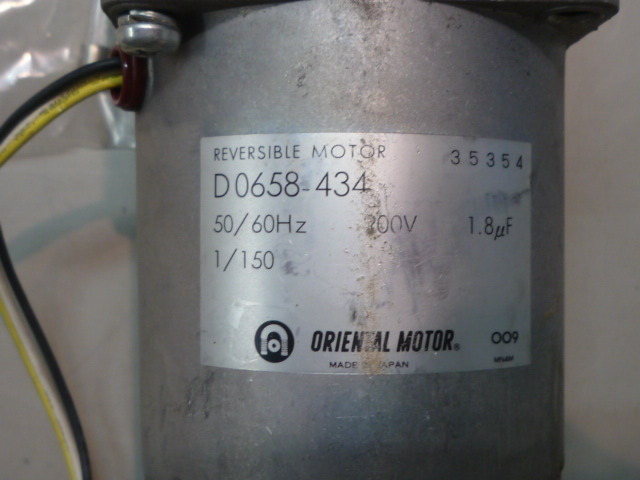 REVERSIBLE MOTOR 35354
D0658-434
50/60Hz 200V 1.8μF
1/150
ORIENTAL MOTOR®
009
MADE IN JAPAN